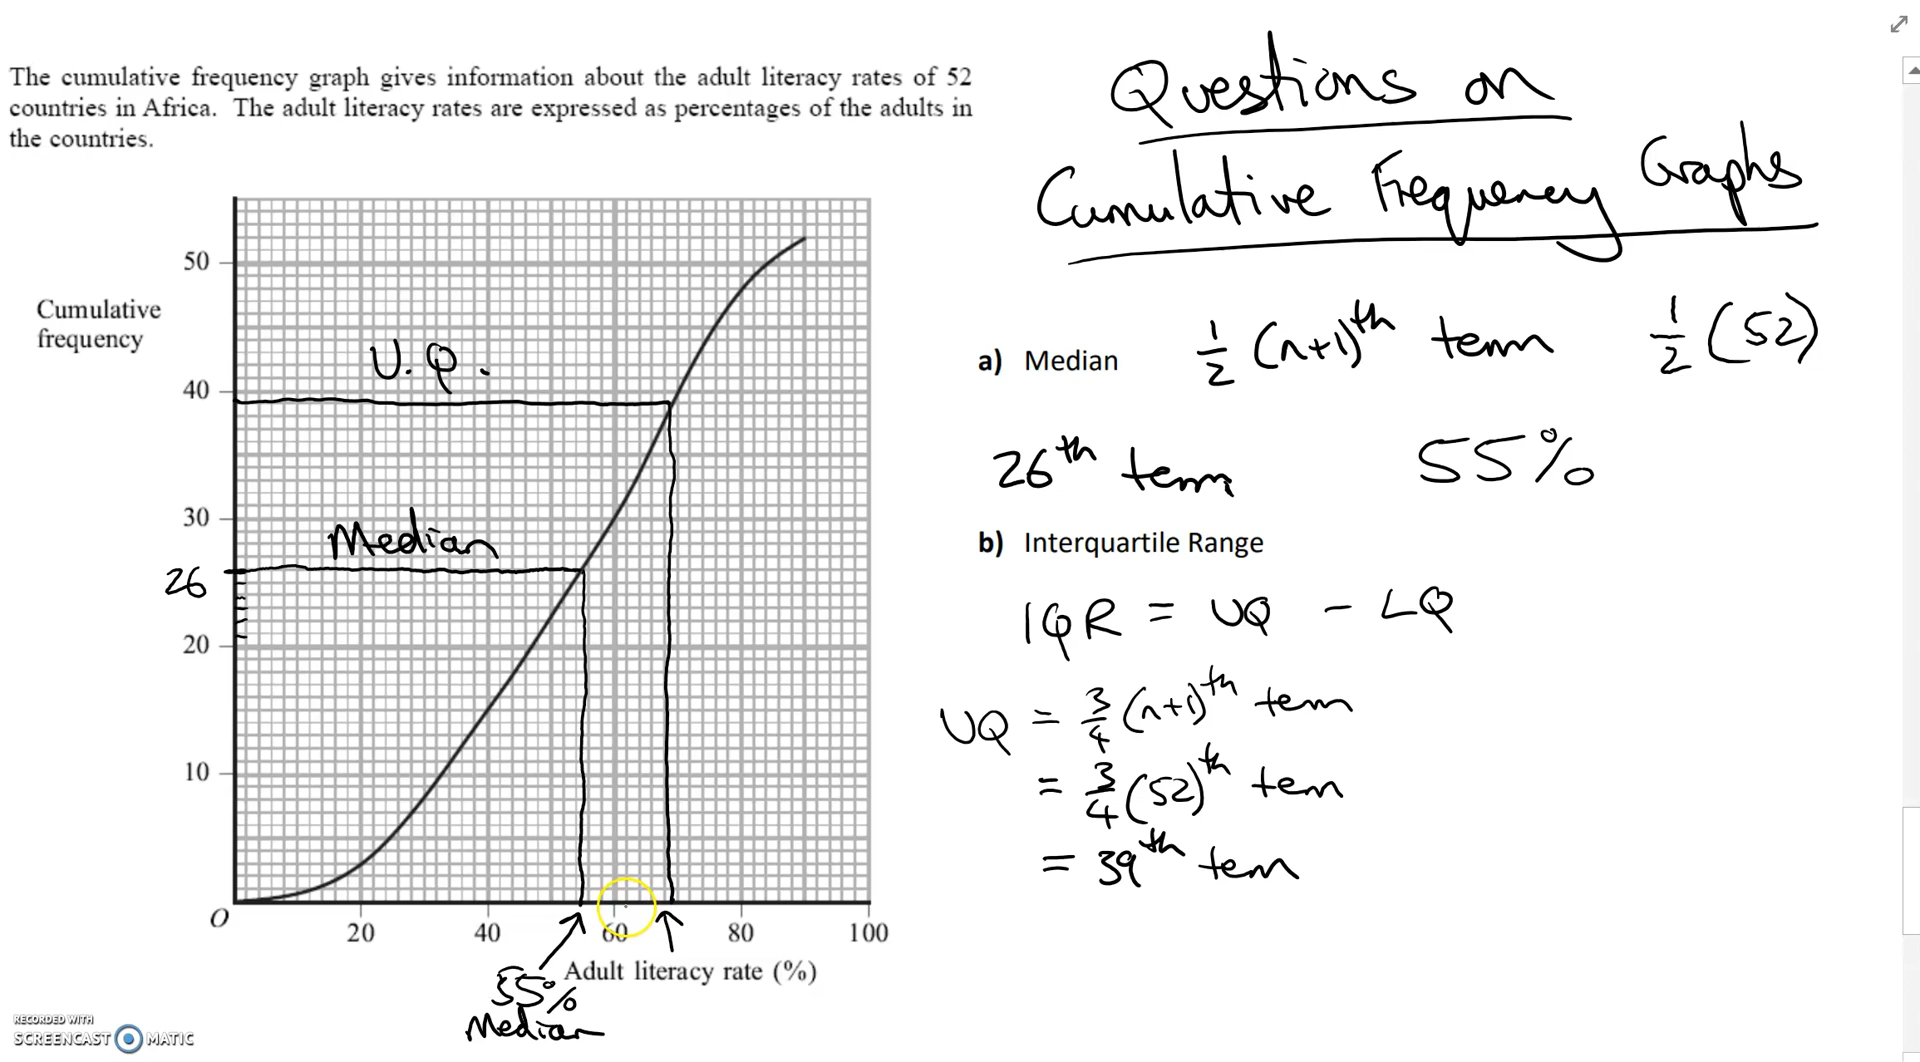 The cumulative frequency graph gives information about the adult literacy rates of 52
countries in Africa. The adult literacy rates are expressed as percentages of the adults in
the countries.
Questions on
Cumulative Frequency Graphs
Cumulative
frequency
50
40
30
26
20
10
O
20
40
60
80
100
U.Q.
Median
Adult literacy rate (%)
55%
Median
a) Median 1/2 (n+1)th term 1/2 (52)
26th term 55%
b) Interquartile Range
IQR = UQ - LQ
UQ = 3/4 (n+1)th term
= 3/4 (52)th term
= 39th term
RECORDED WITH
SCREENCAST MATIC